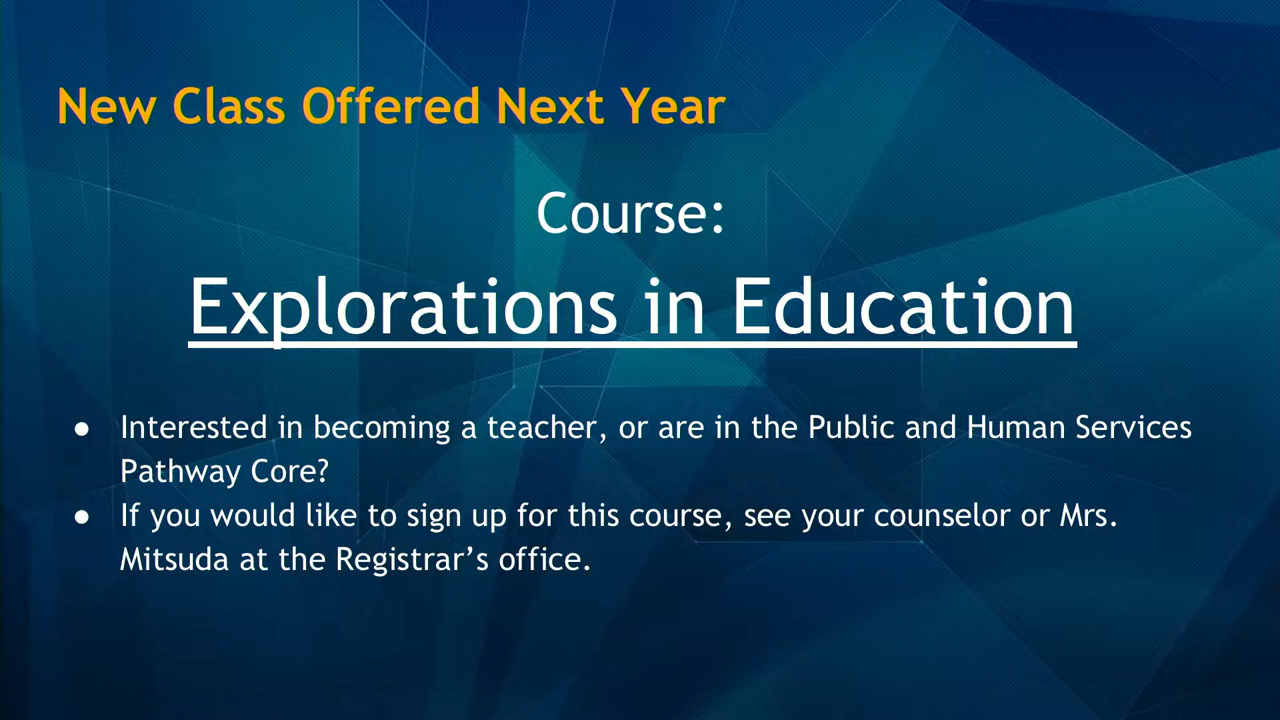 New Class Offered Next Year
Course:
Explorations in Education
● Interested in becoming a teacher, or are in the Public and Human Services
Pathway Core?
● If you would like to sign up for this course, see your counselor or Mrs.
Mitsuda at the Registrar’s office.